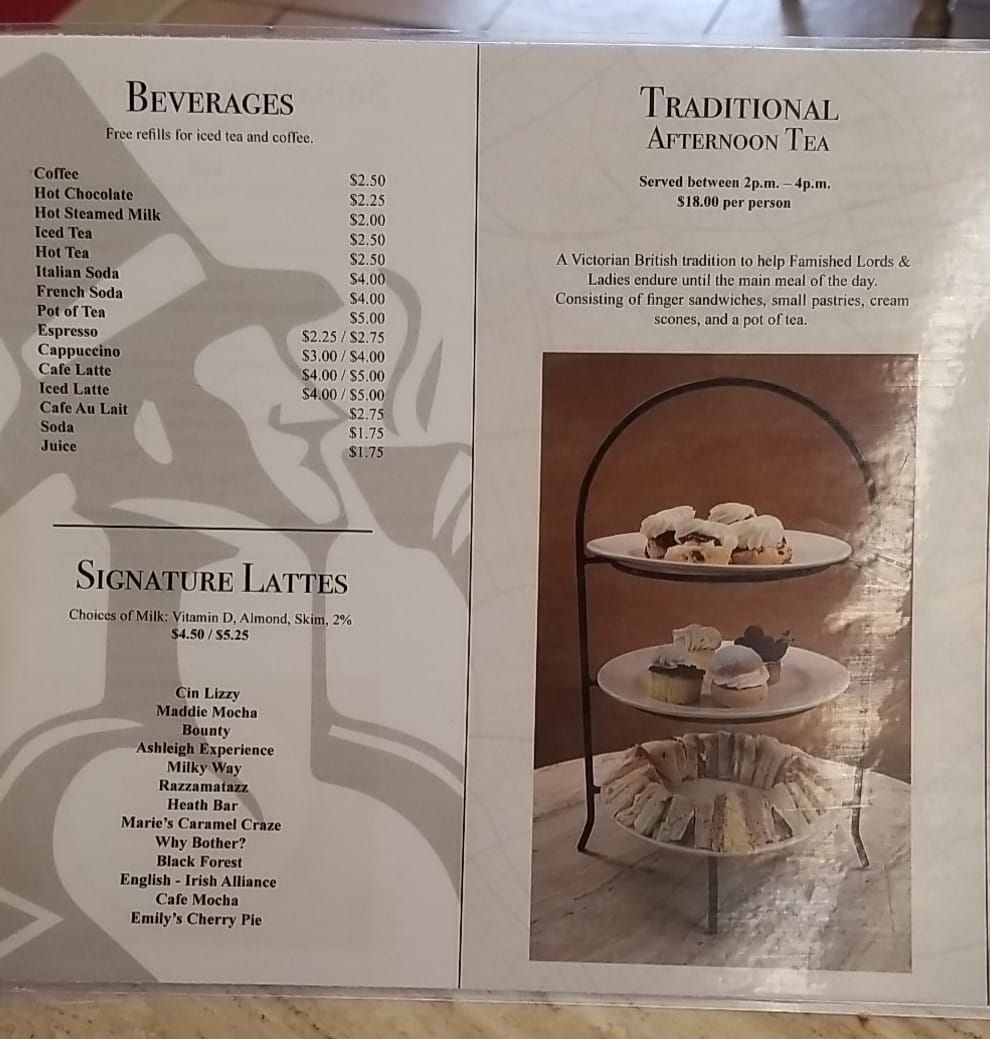 BEVERAGES
Free refills for iced tea and coffee.
Coffee $2.50
Hot Chocolate $2.25
Hot Steamed Milk $2.00
Iced Tea $2.50
Hot Tea $2.50
Italian Soda $4.00
French Soda $4.00
Pot of Tea $5.00
Espresso $2.25 / $2.75
Cappuccino $3.00 / $4.00
Cafe Latte $4.00 / $5.00
Iced Latte $4.00 / $5.00
Cafe Au Lait $2.75
Soda $1.75
Juice $1.75
SIGNATURE LATTES
Choices of Milk: Vitamin D, Almond, Skim, 2%
$4.50 / $5.25
Cin Lizzy
Maddie Mocha
Bounty
Ashleigh Experience
Milky Way
Razzamatazz
Heath Bar
Marie's Caramel Craze
Why Bother?
Black Forest
English - Irish Alliance
Cafe Mocha
Emily's Cherry Pie
TRADITIONAL
AFTERNOON TEA
Served between 2p.m. – 4p.m.
$18.00 per person
A Victorian British tradition to help Famished Lords &
Ladies endure until the main meal of the day.
Consisting of finger sandwiches, small pastries, cream
scones, and a pot of tea.